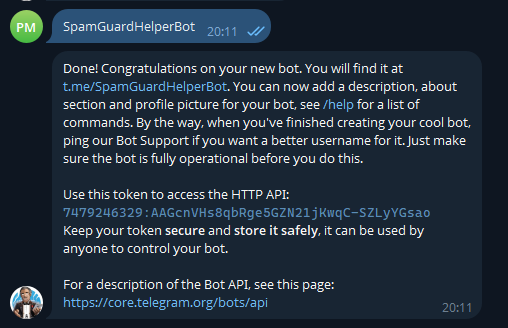 PM
SpamGuardHelperBot
20:11
Done! Congratulations on your new bot. You will find it at
t.me/SpamGuardHelperBot. You can now add a description, about
section and profile picture for your bot, see /help for a list of
commands. By the way, when you've finished creating your cool bot,
ping our Bot Support if you want a better username for it. Just make
sure the bot is fully operational before you do this.
Use this token to access the HTTP API:
7479246329:AAGcnVHs8qbRge5GZN21jKwqC-SZLyYGsao
Keep your token secure and store it safely, it can be used by
anyone to control your bot.
For a description of the Bot API, see this page:
https://core.telegram.org/bots/api
20:11